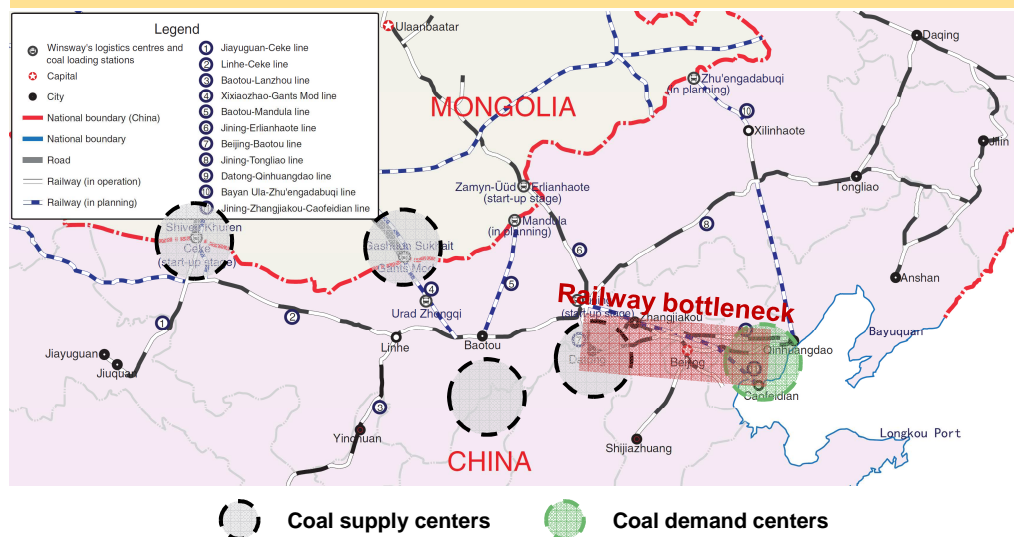 Legend
Winsway's logistics centres and
coal loading stations
Capital
City
National boundary (China)
National boundary
Road
Railway (in operation)
Railway (in planning)
1 Jiayuguan-Ceke line
2 Linhe-Ceke line
3 Baotou-Lanzhou line
4 Xixiaozhao-Gants Mod line
5 Baotou-Mandula line
6 Jining-Erlianhaote line
7 Beijing-Baotou line
8 Jining-Tongliao line
9 Datong-Qinhuangdao line
10 Bayan Ula-Zhu'engadabuqi line
Jining-Zhangjiakou-Caofeidian line
Ulaanbaatar
Daqing
Zhu'engadabuqi
(in planning)
MONGOLIA
10
Xilinhaote
Jilin
Tongliao
Zamyn-Üüd
Erlianhaote
(start-up stage)
Mandula
(in planning)
8
6
Shivee Khuren
Ceke
(start-up stage)
Gashuun Sukhait
Gants Mod
Anshan
4
5
Urad Zhongqi
Railway bottleneck
(start-up stage)
Zhangjiakou
Bayuquan
1
2
Linhe
Baotou
7
Beijing
Qinhuangdao
Jiayuguan
Jiuquan
Caofeidian
3
Yinchuan
Shijiazhuang
Longkou Port
CHINA
Coal supply centers
Coal demand centers